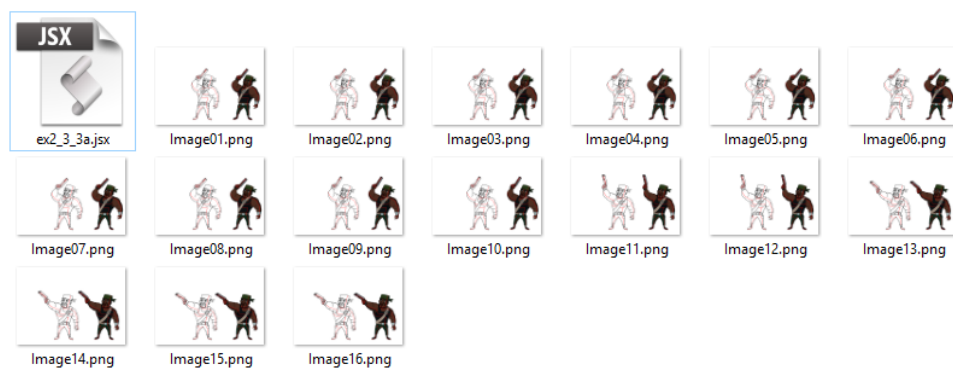 JSX
ex2_3_3a.jsx Image01.png Image02.png Image03.png Image04.png Image05.png Image06.png
Image07.png Image08.png Image09.png Image10.png Image11.png Image12.png Image13.png
Image14.png Image15.png Image16.png